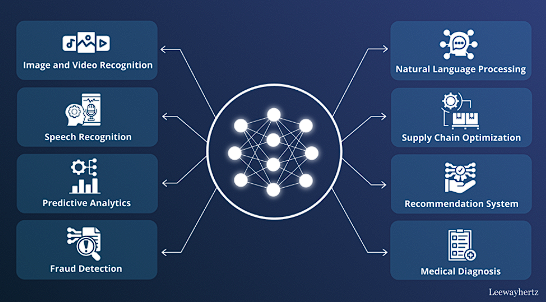 Image and Video Recognition
Speech Recognition
Predictive Analytics
Fraud Detection
Natural Language Processing
Supply Chain Optimization
Recommendation System
Medical Diagnosis
Leewayhertz